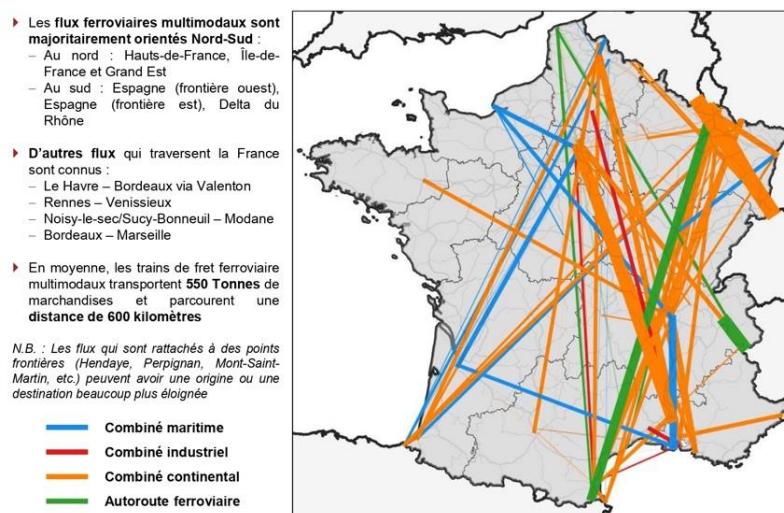 Les flux ferroviaires multimodaux sont
majoritairement orientés Nord-Sud :
– Au nord : Hauts-de-France, Île-de-
France et Grand Est
– Au sud : Espagne (frontière ouest),
Espagne (frontière est), Delta du
Rhône
D'autres flux qui traversent la France
sont connus :
– Le Havre – Bordeaux via Valenton
– Rennes – Venissieux
– Noisy-le-sec/Sucy-Bonneuil – Modane
– Bordeaux – Marseille
En moyenne, les trains de fret ferroviaire
multimodaux transportent 550 Tonnes de
marchandises et parcourent une
distance de 600 kilomètres
N.B. : Les flux qui sont rattachés à des points
frontières (Hendaye, Perpignan, Mont-Saint-
Martin, etc.) peuvent avoir une origine ou une
destination beaucoup plus éloignée
Combiné maritime
Combiné industriel
Combiné continental
Autoroute ferroviaire